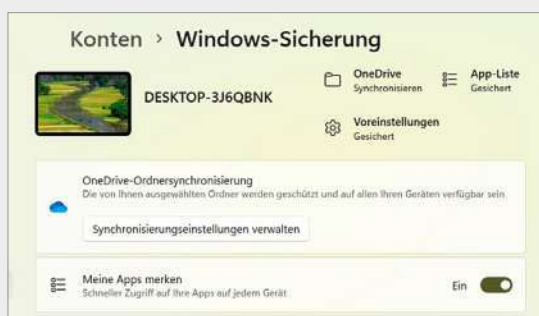 Konten > Windows-Sicherung
DESKTOP-3J6QBNK
OneDrive
Synchronisieren
App-Liste
Gesichert
Voreinstellungen
Gesichert
OneDrive-Ordnersynchronisierung
Die von Ihnen ausgewählten Ordner werden geschützt und auf allen Ihren Geräten verfügbar sein.
Synchronisierungseinstellungen verwalten
Meine Apps merken
Schneller Zugriff auf Ihre Apps auf jedem Gerät
Ein